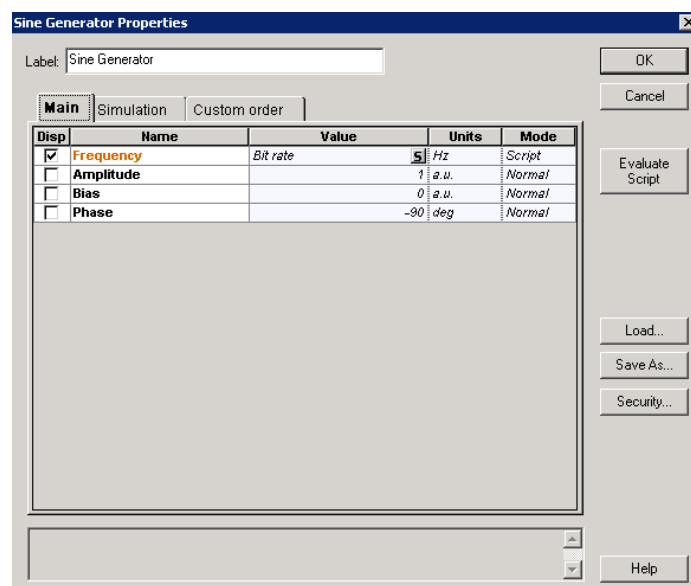 Sine Generator Properties
Label: Sine Generator
OK
Cancel
Main Simulation Custom order
Disp Name Value Units Mode
Frequency Bit rate S Hz Script
Amplitude 1 a.u. Normal
Bias 0 a.u. Normal
Phase -90 deg Normal
Evaluate
Script
Load...
Save As...
Security...
Help